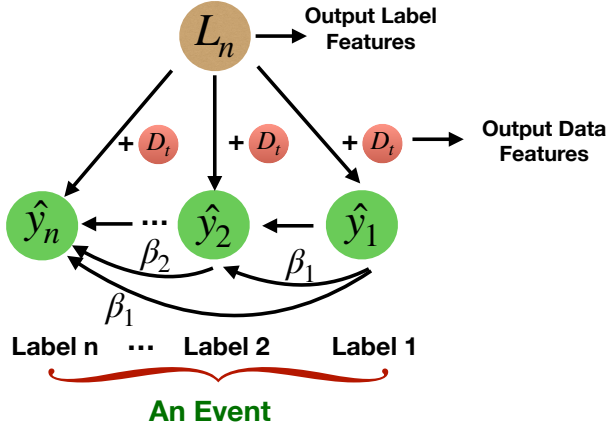 L_n
Output Label
Features
+ D_t + D_t + D_t
Output Data
Features
ŷ_n ... ŷ_2 ŷ_1
β_2 β_1
β_1
Label n ... Label 2 Label 1
An Event